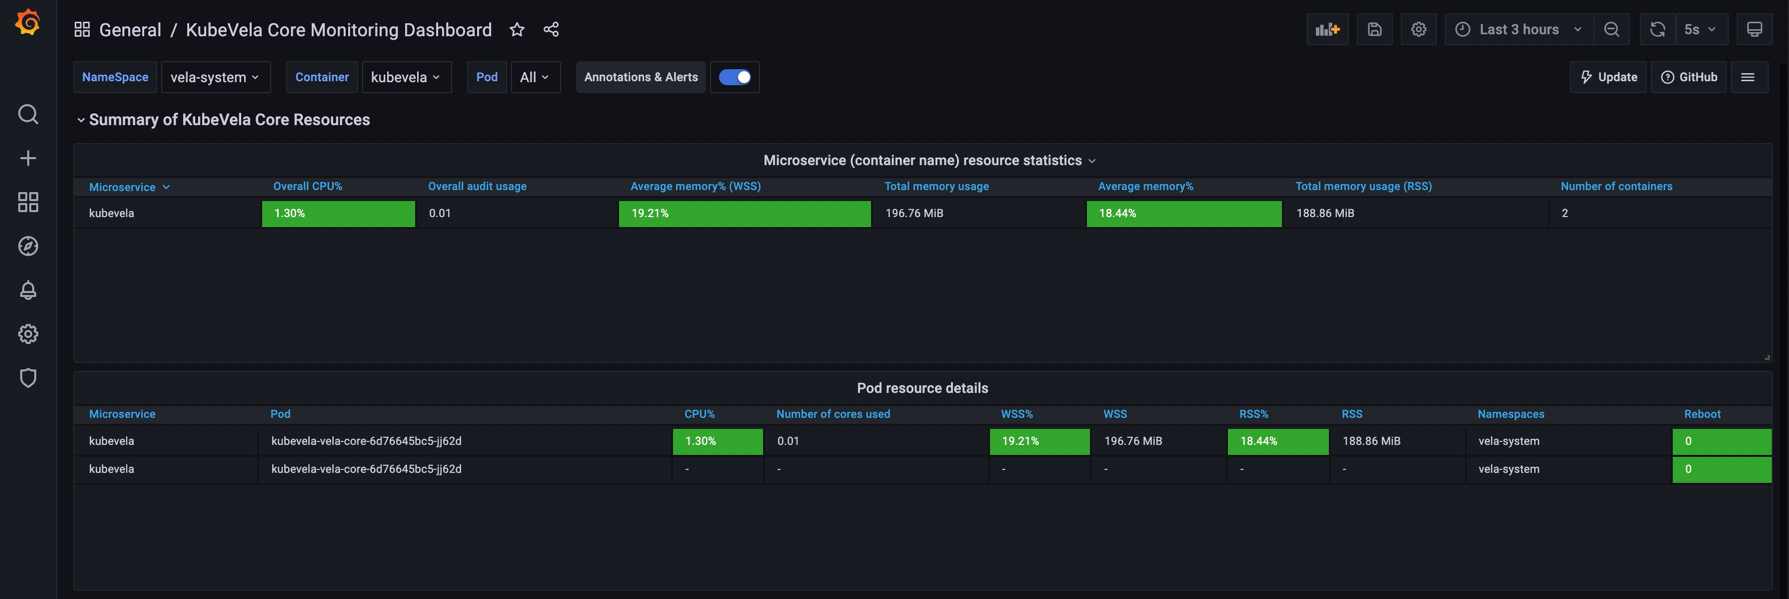 General / KubeVela Core Monitoring Dashboard Last 3 hours 5s
NameSpace vela-system Container kubevela Pod All Annotations & Alerts Update GitHub
Summary of KubeVela Core Resources
Microservice (container name) resource statistics
Microservice Overall CPU% Overall audit usage Average memory% (WSS) Total memory usage Average memory% Total memory usage (RSS) Number of containers
kubevela 1.30% 0.01 19.21% 196.76 MiB 18.44% 188.86 MiB 2
Pod resource details
Microservice Pod CPU% Number of cores used WSS% WSS RSS% RSS Namespaces Reboot
kubevela kubevela-vela-core-6d76645bc5-jj62d 1.30% 0.01 19.21% 196.76 MiB 18.44% 188.86 MiB vela-system 0
kubevela kubevela-vela-core-6d76645bc5-jj62d - - - - - - vela-system 0